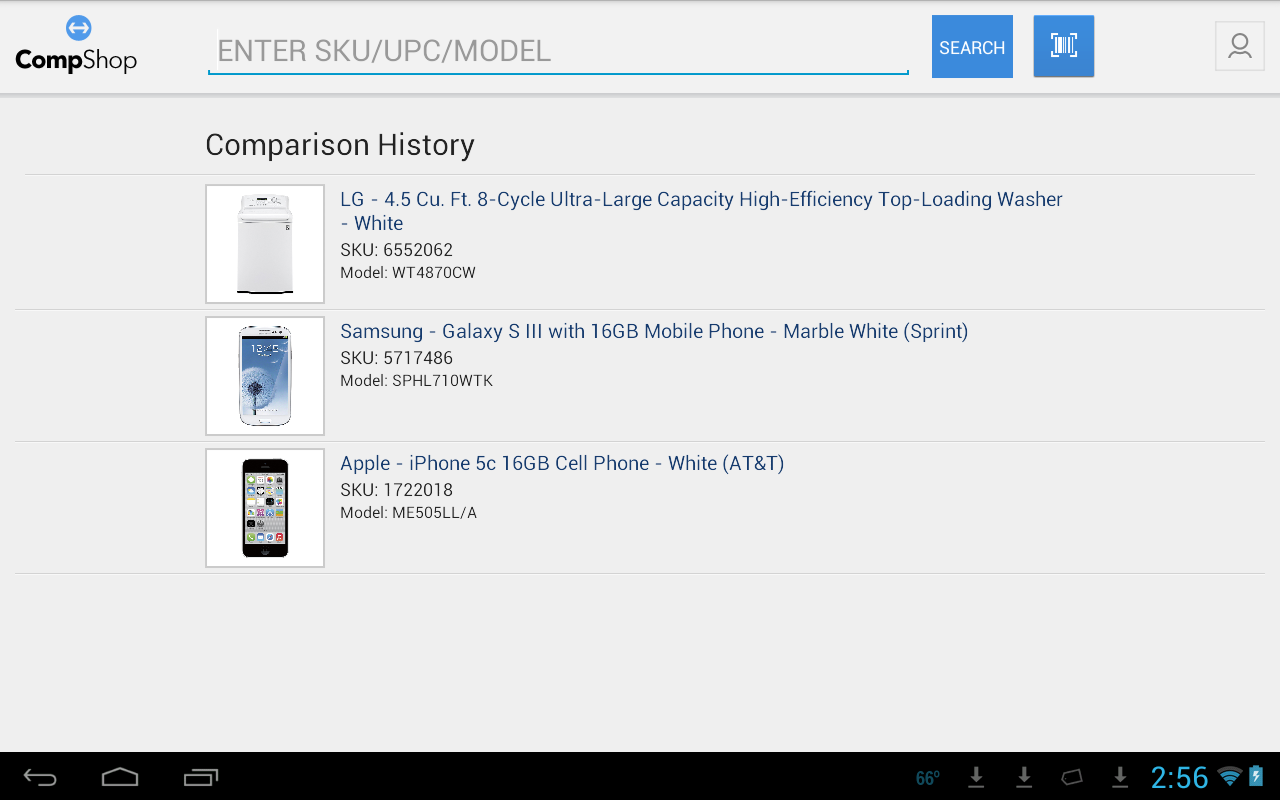 CompShop
ENTER SKU/UPC/MODEL
SEARCH
Comparison History
LG - 4.5 Cu. Ft. 8-Cycle Ultra-Large Capacity High-Efficiency Top-Loading Washer
- White
SKU: 6552062
Model: WT4870CW
Samsung - Galaxy S III with 16GB Mobile Phone - Marble White (Sprint)
SKU: 5717486
Model: SPHL710WTK
Apple - iPhone 5c 16GB Cell Phone - White (AT&T)
SKU: 1722018
Model: ME505LL/A
66°
2:56